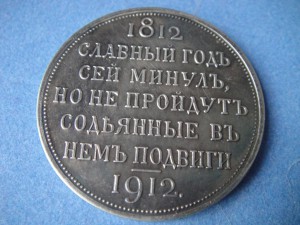 1812
СЛАВНЫЙ ГОДЪ
СЕЙ МИНУЛЪ,
НО НЕ ПРОЙДУТЪ
СОДѢЯННЫЕ ВЪ
НЕМЪ ПОДВИГИ
1912.